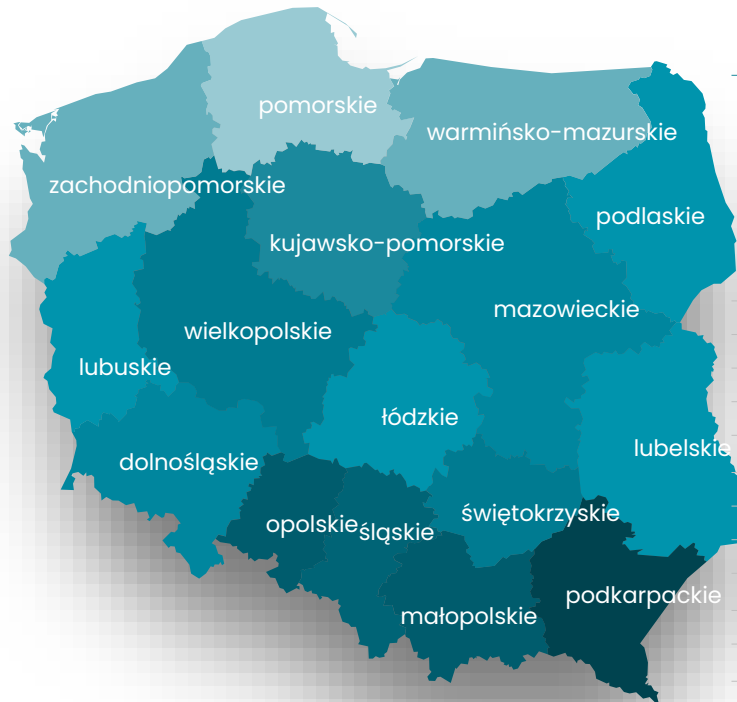 pomorskie
warmińsko-mazurskie
zachodniopomorskie
podlaskie
kujawsko-pomorskie
mazowieckie
wielkopolskie
lubuskie
łódzkie
lubelskie
dolnośląskie
świętokrzyskie
opolskie
śląskie
podkarpackie
małopolskie